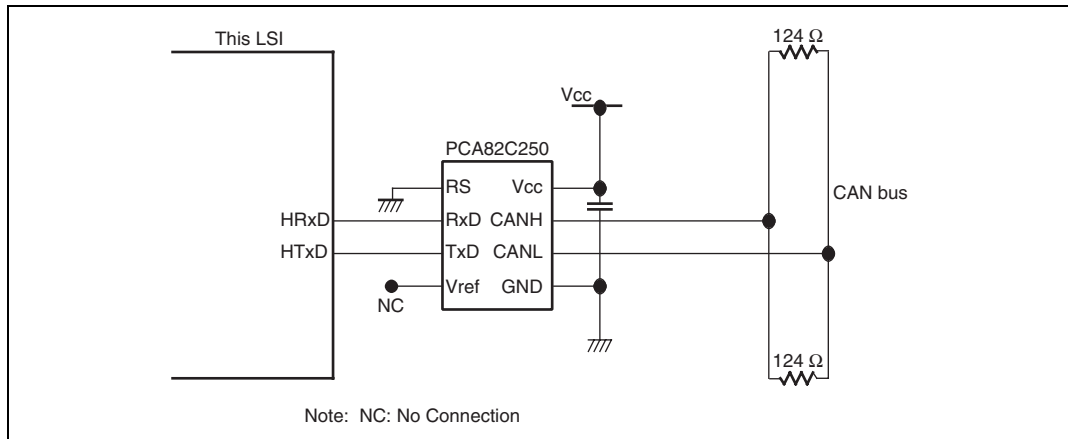 This LSI
124 Ω
Vcc
PCA82C250
RS
Vcc
CAN bus
HRxD
RxD
CANH
HTxD
TxD
CANL
Vref
GND
NC
124 Ω
Note: NC: No Connection